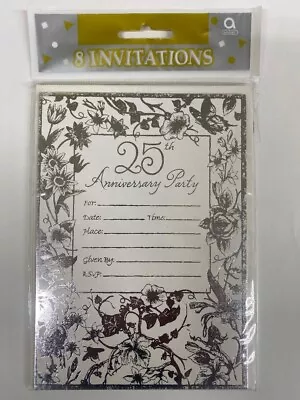 8 INVITATIONS
25th
Anniversary Party
For:
Date: Time:
Place:
Given By:
R.S.V.P.: